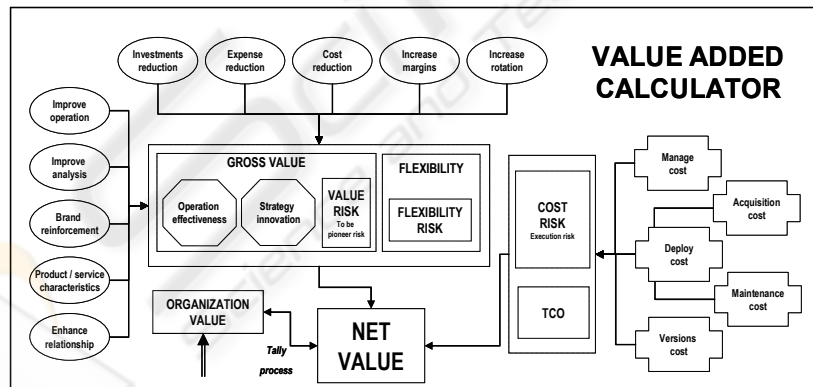 Investments
reduction
Expense
reduction
Cost
reduction
Increase
margins
Increase
rotation
VALUE ADDED
CALCULATOR
Improve
operation
Improve
analysis
Brand
reinforcement
Product / service
characteristics
Enhance
relationship
GROSS VALUE
Operation
effectiveness
Strategy
innovation
VALUE
RISK
To be
pioneer risk
FLEXIBILITY
FLEXIBILITY
RISK
COST
RISK
Execution risk
TCO
Manage
cost
Acquisition
cost
Deploy
cost
Maintenance
cost
Versions
cost
ORGANIZATION
VALUE
Tally
process
NET
VALUE